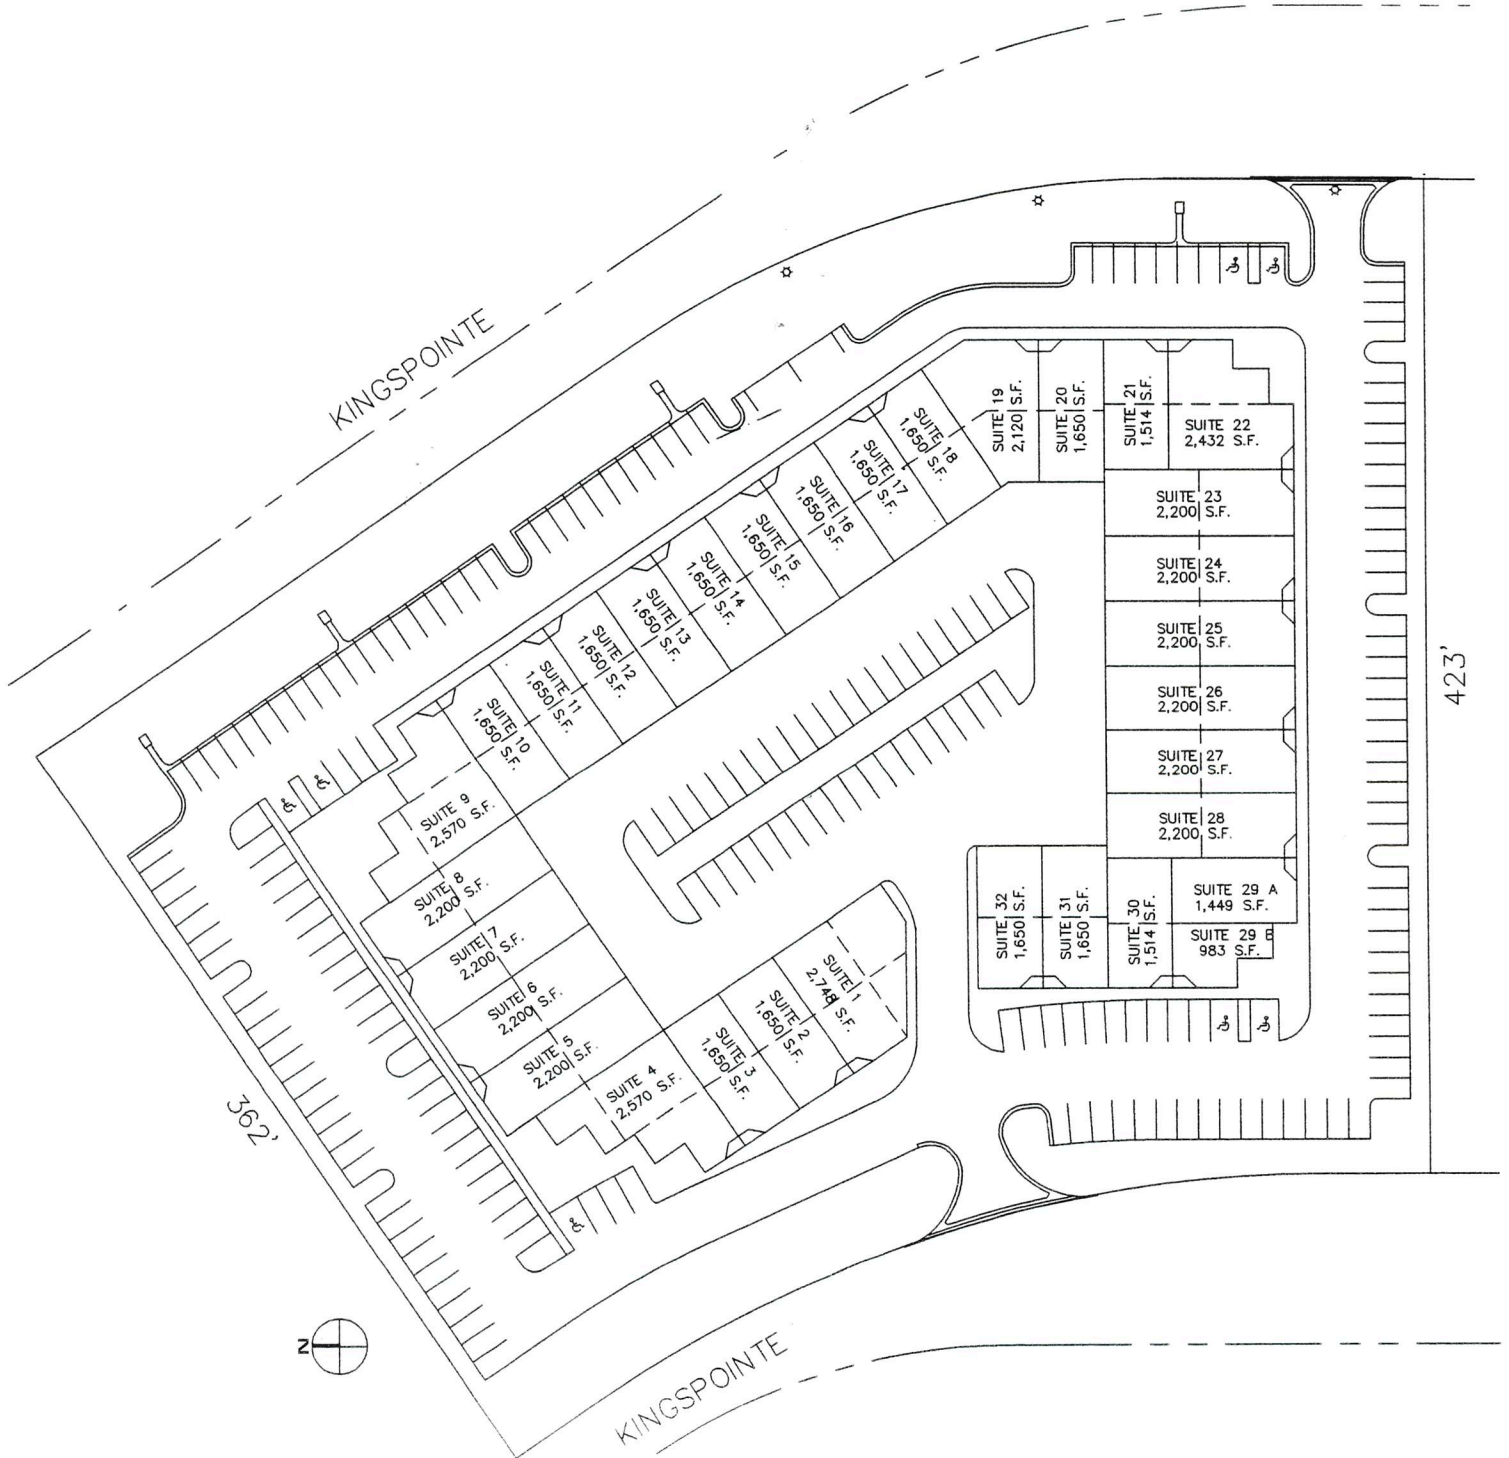 KINGSPOINTE
SUITE 19
2,120 S.F.
SUITE 20
1,650 S.F.
SUITE 21
1,514 S.F.
SUITE 22
2,432 S.F.
SUITE 18
1,650 S.F.
SUITE 17
1,650 S.F.
SUITE 16
1,650 S.F.
SUITE 15
1,650 S.F.
SUITE 14
1,650 S.F.
SUITE 13
1,650 S.F.
SUITE 12
1,650 S.F.
SUITE 11
1,650 S.F.
SUITE 10
1,650 S.F.
SUITE 9
2,570 S.F.
SUITE 8
2,200 S.F.
SUITE 7
2,200 S.F.
SUITE 6
2,200 S.F.
SUITE 5
2,200 S.F.
SUITE 4
2,570 S.F.
SUITE 3
1,650 S.F.
SUITE 2
1,650 S.F.
SUITE 1
2,748 S.F.
SUITE 23
2,200 S.F.
SUITE 24
2,200 S.F.
SUITE 25
2,200 S.F.
SUITE 26
2,200 S.F.
SUITE 27
2,200 S.F.
SUITE 28
2,200 S.F.
SUITE 29 A
1,449 S.F.
SUITE 29 B
983 S.F.
SUITE 30
1,514 S.F.
SUITE 31
1,650 S.F.
SUITE 32
1,650 S.F.
423'
362'
N
KINGSPOINTE